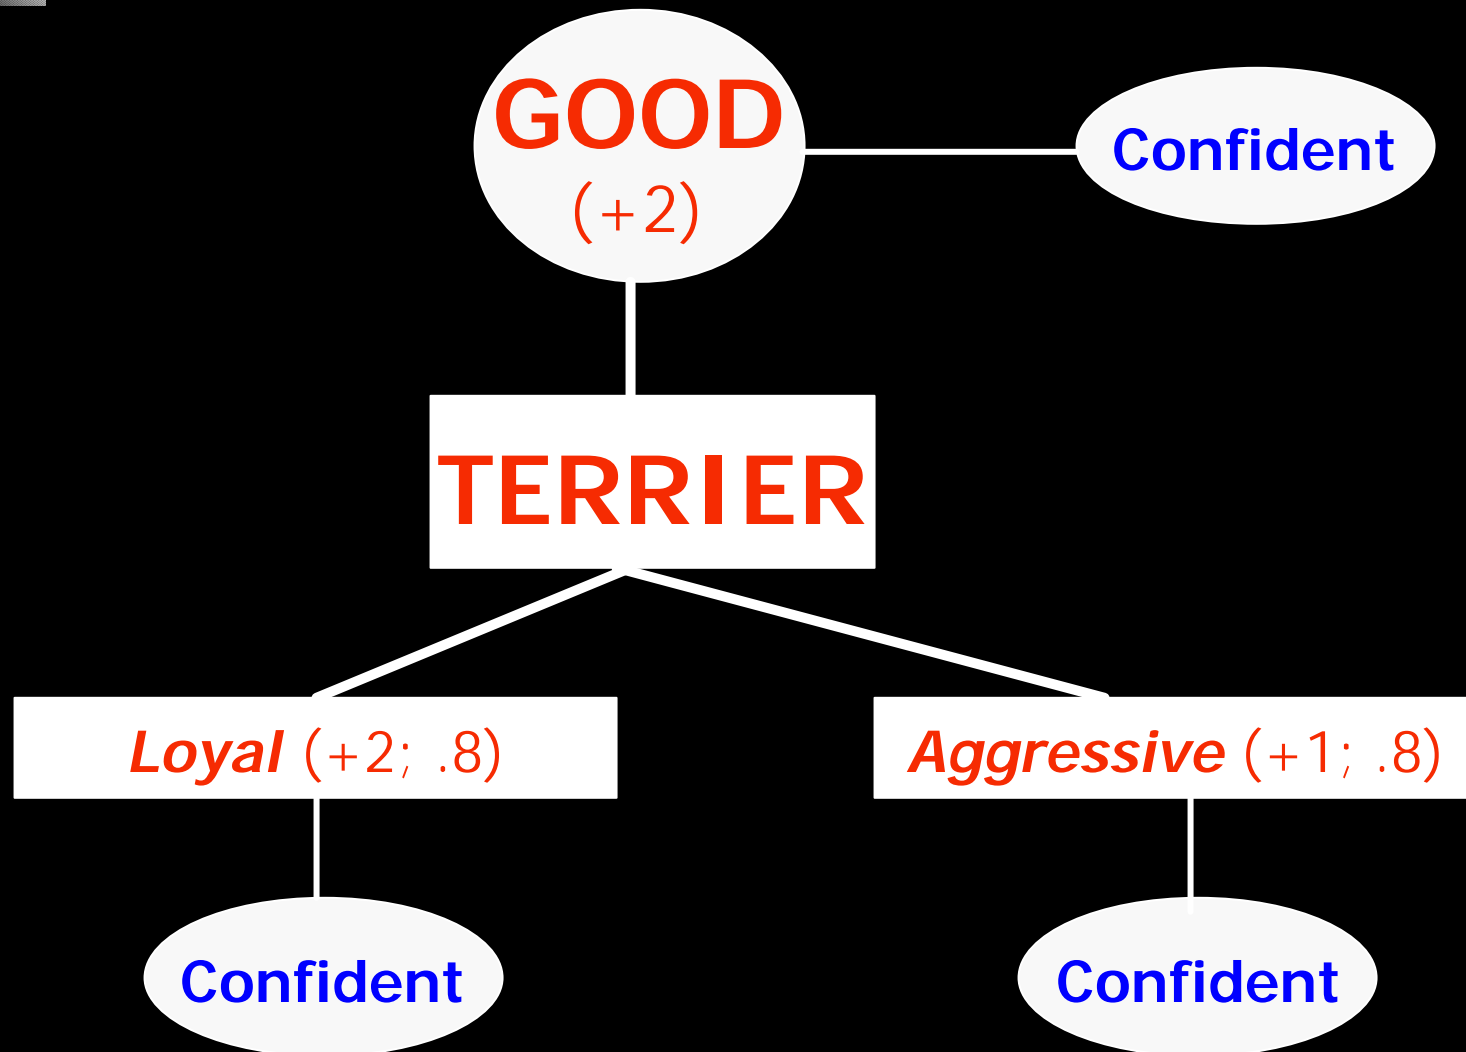 GOOD
(+2)
Confident
TERRIER
Loyal (+2; .8)
Aggressive (+1; .8)
Confident
Confident